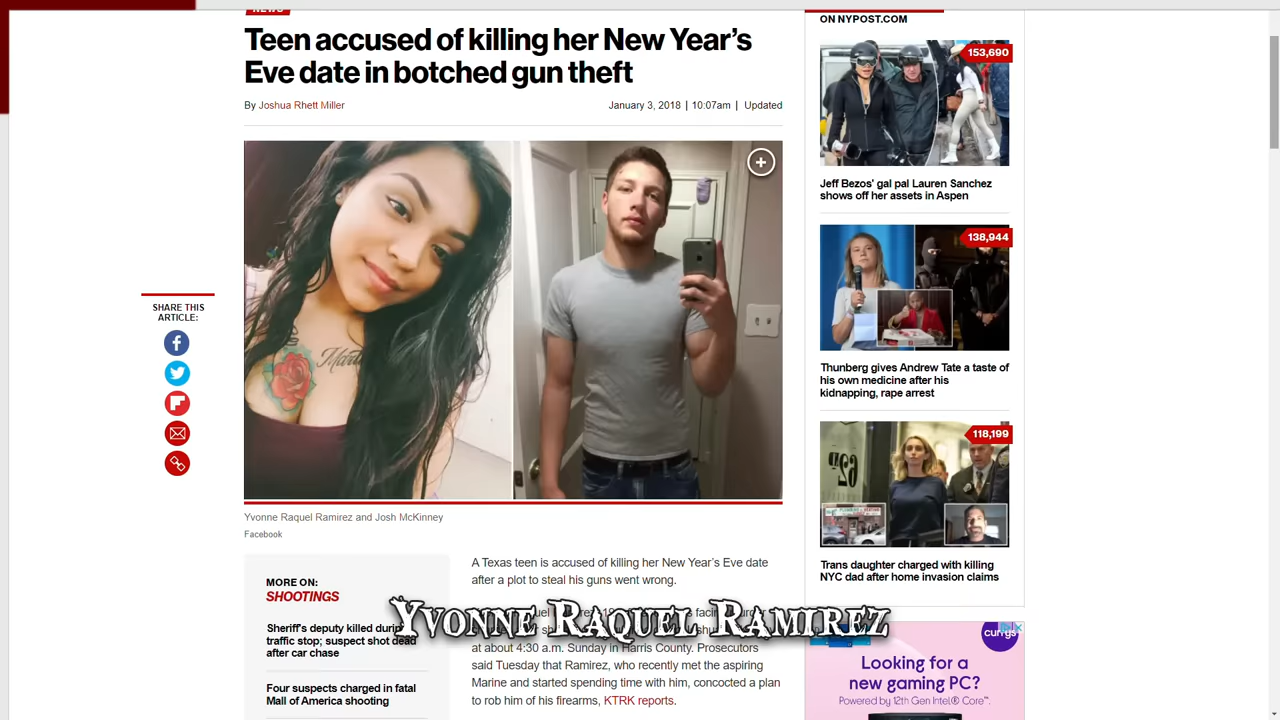 NEWS
Teen accused of killing her New Year's
Eve date in botched gun theft
By Joshua Rhett Miller
January 3, 2018 | 10:07am | Updated
SHARE THIS
ARTICLE:
Yvonne Raquel Ramirez and Josh McKinney
Facebook
MORE ON:
SHOOTINGS
Sheriff's deputy killed during
traffic stop; suspect shot dead
after car chase
Four suspects charged in fatal
Mall of America shooting
A Texas teen is accused of killing her New Year's Eve date
after a plot to steal his guns went wrong.
Yvonne Raquel Ramirez
at about 4:30 a.m. Sunday in Harris County. Prosecutors
said Tuesday that Ramirez, who recently met the aspiring
Marine and started spending time with him, concocted a plan
to rob him of his firearms, KTRK reports.
ON NYPOST.COM
153,690
Jeff Bezos' gal pal Lauren Sanchez
shows off her assets in Aspen
138,944
Thunberg gives Andrew Tate a taste of
his own medicine after his
kidnapping, rape arrest
118,199
Trans daughter charged with killing
NYC dad after home invasion claims
currys
Looking for a
new gaming PC?
Powered by 12th Gen Intel® Core™.